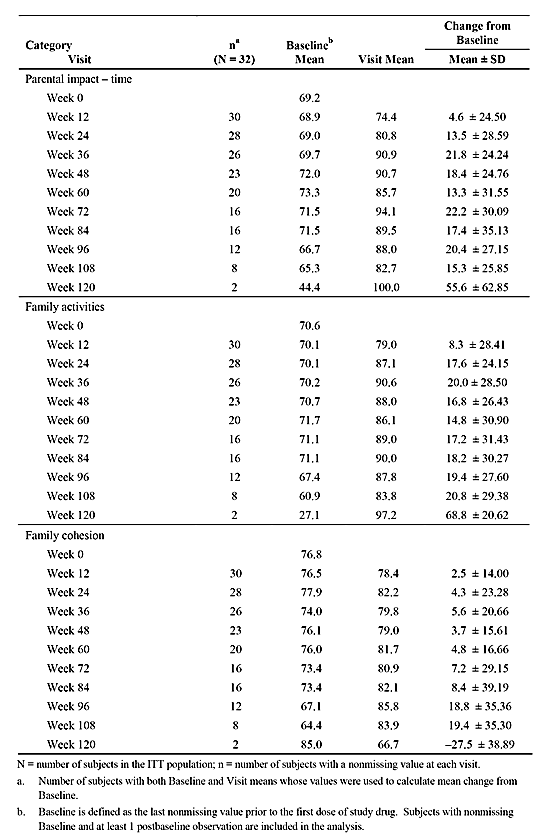 Change from
Category nᵃ Baselineᵇ Baseline
Visit (N = 32) Mean Visit Mean Mean ± SD
Parental impact – time
Week 0 69.2
Week 12 30 68.9 74.4 4.6 ± 24.50
Week 24 28 69.0 80.8 13.5 ± 28.59
Week 36 26 69.7 90.9 21.8 ± 24.24
Week 48 23 72.0 90.7 18.4 ± 24.76
Week 60 20 73.3 85.7 13.3 ± 31.55
Week 72 16 71.5 94.1 22.2 ± 30.09
Week 84 16 71.5 89.5 17.4 ± 35.13
Week 96 12 66.7 88.0 20.4 ± 27.15
Week 108 8 65.3 82.7 15.3 ± 25.85
Week 120 2 44.4 100.0 55.6 ± 62.85
Family activities
Week 0 70.6
Week 12 30 70.1 79.0 8.3 ± 28.41
Week 24 28 70.1 87.1 17.6 ± 24.15
Week 36 26 70.2 90.6 20.0 ± 28.50
Week 48 23 70.7 88.0 16.8 ± 26.43
Week 60 20 71.7 86.1 14.8 ± 30.90
Week 72 16 71.1 89.0 17.2 ± 31.43
Week 84 16 71.1 90.0 18.2 ± 30.27
Week 96 12 67.4 87.8 19.4 ± 27.60
Week 108 8 60.9 83.8 20.8 ± 29.38
Week 120 2 27.1 97.2 68.8 ± 20.62
Family cohesion
Week 0 76.8
Week 12 30 76.5 78.4 2.5 ± 14.00
Week 24 28 77.9 82.2 4.3 ± 23.28
Week 36 26 74.0 79.8 5.6 ± 20.66
Week 48 23 76.1 79.0 3.7 ± 15.61
Week 60 20 76.0 81.7 4.8 ± 16.66
Week 72 16 73.4 80.9 7.2 ± 29.15
Week 84 16 73.4 82.1 8.4 ± 39.19
Week 96 12 67.1 85.8 18.8 ± 35.36
Week 108 8 64.4 83.9 19.4 ± 35.30
Week 120 2 85.0 66.7 –27.5 ± 38.89
N = number of subjects in the ITT population; n = number of subjects with a nonmissing value at each visit.
a. Number of subjects with both Baseline and Visit means whose values were used to calculate mean change from
Baseline.
b. Baseline is defined as the last nonmissing value prior to the first dose of study drug. Subjects with nonmissing
Baseline and at least 1 postbaseline observation are included in the analysis.